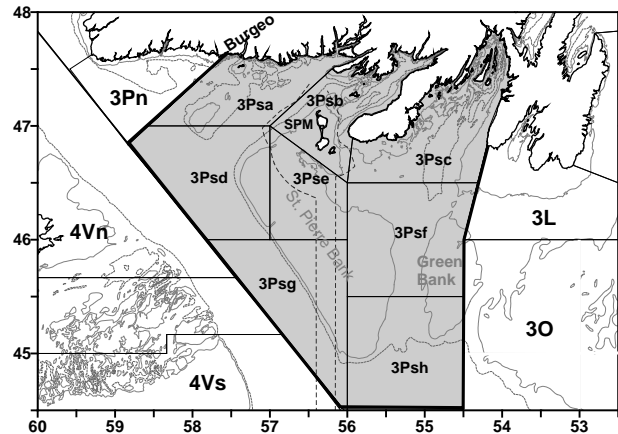 48
Burgeo
3Pn
3Psa
3Psb
SPM
47
3Psc
3Psd
3Pse
St. Pierre Bank
3L
4Vn
3Psf
46
Green
Bank
3Psg
3O
45
3Psh
4Vs
60
59
58
57
56
55
54
53